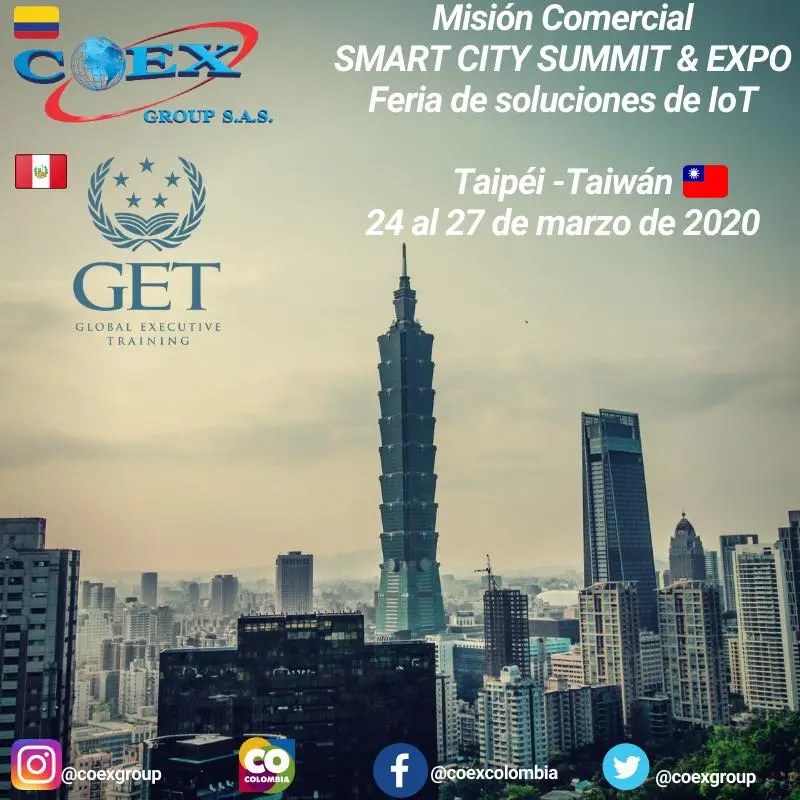 COEX
GROUP S.A.S.
Misión Comercial
SMART CITY SUMMIT & EXPO
Feria de soluciones de IoT
Taipéi -Taiwán
24 al 27 de marzo de 2020
GET
GLOBAL EXECUTIVE
TRAINING
@coexgroup
CO
COLOMBIA
@coexcolombia
@coexgroup